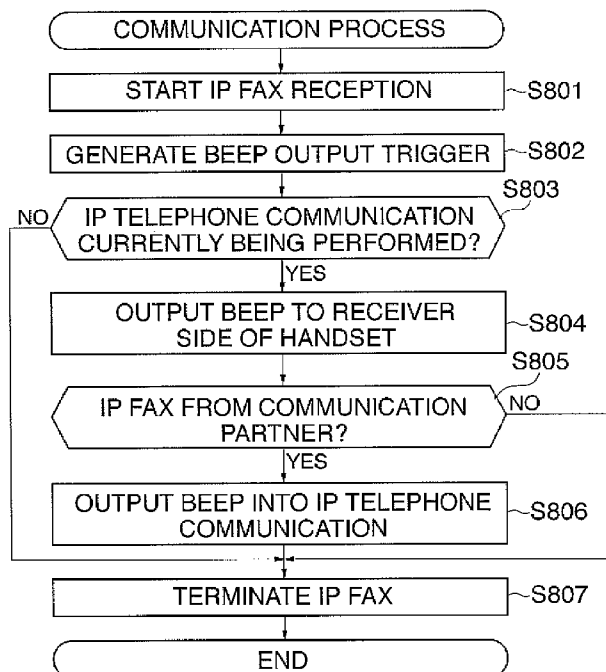 COMMUNICATION PROCESS
START IP FAX RECEPTION
S801
GENERATE BEEP OUTPUT TRIGGER
S802
S803
NO
IP TELEPHONE COMMUNICATION
CURRENTLY BEING PERFORMED?
YES
OUTPUT BEEP TO RECEIVER
SIDE OF HANDSET
S804
S805
IP FAX FROM COMMUNICATION
PARTNER?
NO
YES
OUTPUT BEEP INTO IP TELEPHONE
COMMUNICATION
S806
TERMINATE IP FAX
S807
END